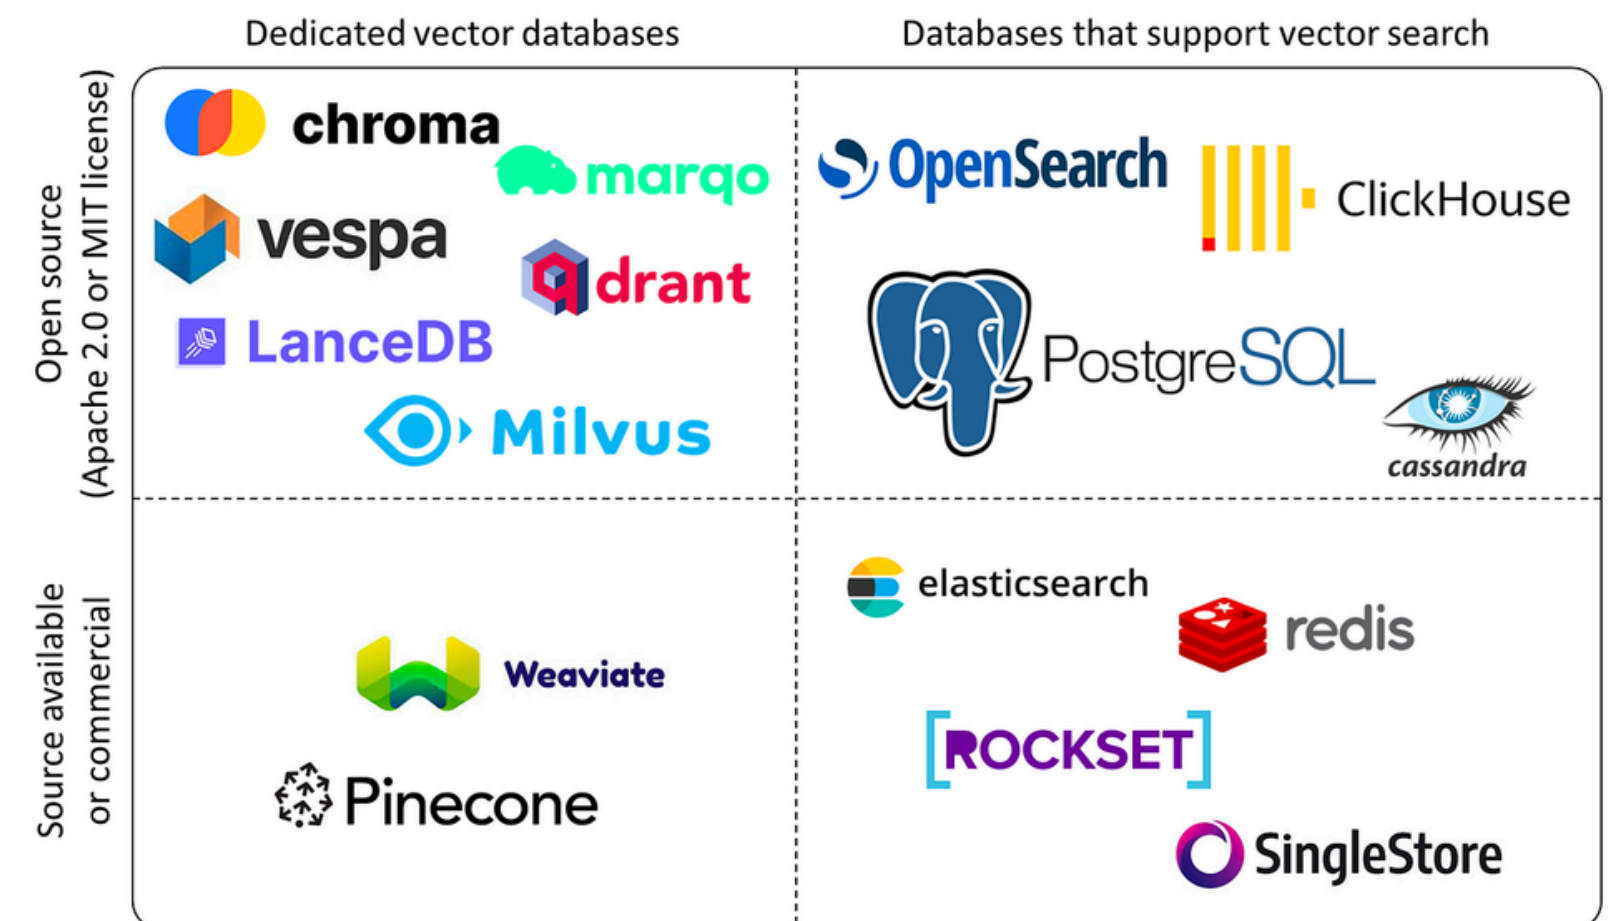 Dedicated vector databases
Databases that support vector search
Open source
(Apache 2.0 or MIT license)
chroma
marqo
vespa
qdrant
LanceDB
Milvus
OpenSearch
ClickHouse
PostgreSQL
cassandra
Source available
or commercial
Weaviate
Pinecone
elasticsearch
redis
[ROCKSET]
SingleStore